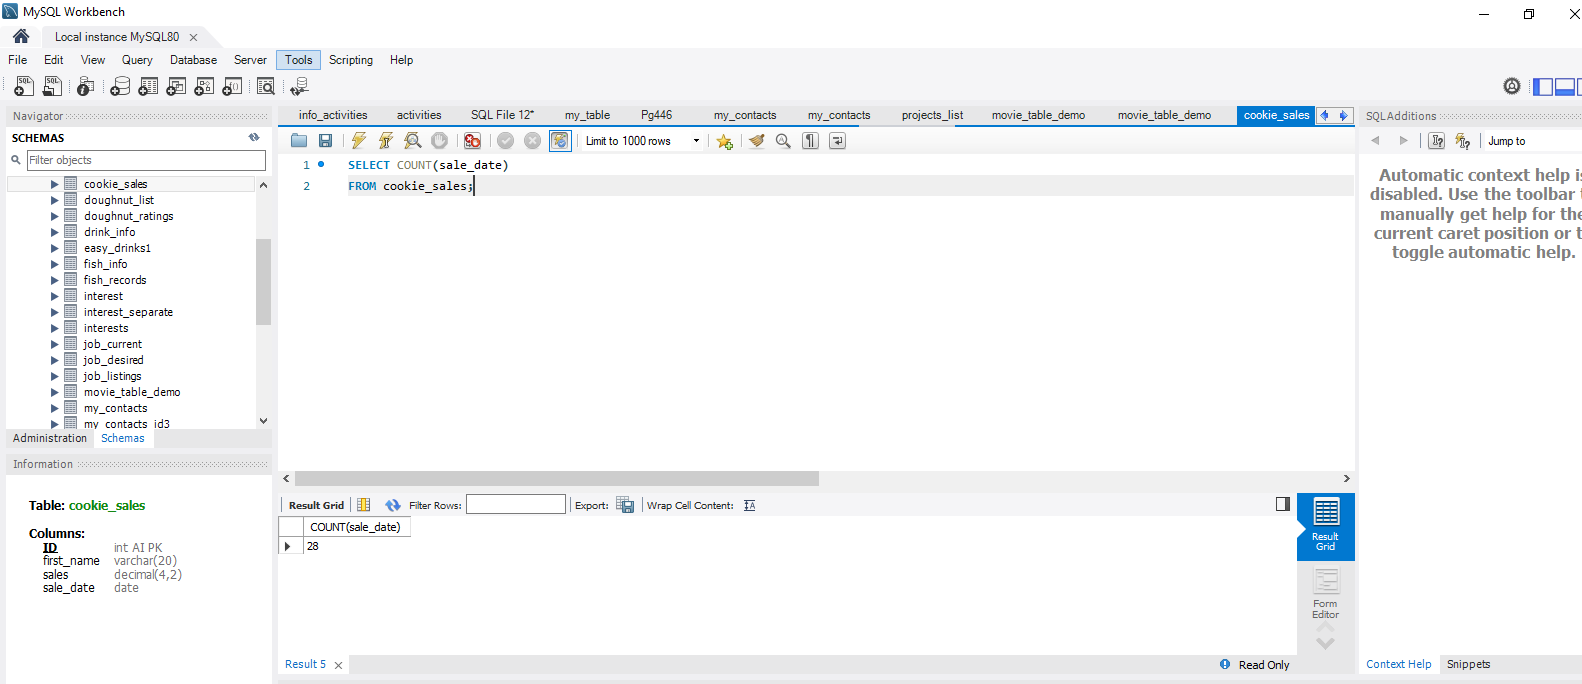 MySQL Workbench
Local instance MySQL80
File Edit View Query Database Server Tools Scripting Help
Navigator
SCHEMAS
Filter objects
cookie_sales
doughnut_list
doughnut_ratings
drink_info
easy_drinks1
fish_info
fish_records
interest
interest_separate
interests
job_current
job_desired
job_listings
movie_table_demo
my_contacts
my_contacts_id3
Administration Schemas
Information
Table: cookie_sales
Columns:
ID int AI PK
first_name varchar(20)
sales decimal(4,2)
sale_date date
info_activities activities SQL File 12* my_table Pg446 my_contacts my_contacts projects_list movie_table_demo movie_table_demo cookie_sales
Limit to 1000 rows
1 SELECT COUNT(sale_date)
2 FROM cookie_sales;
Result Grid Filter Rows: Export: Wrap Cell Content:
COUNT(sale_date)
28
Result
Grid
Form
Editor
Result 5
Read Only
SQLAdditions
Jump to
Automatic context help is
disabled. Use the toolbar t
manually get help for the
current caret position or t
toggle automatic help.
Context Help Snippets